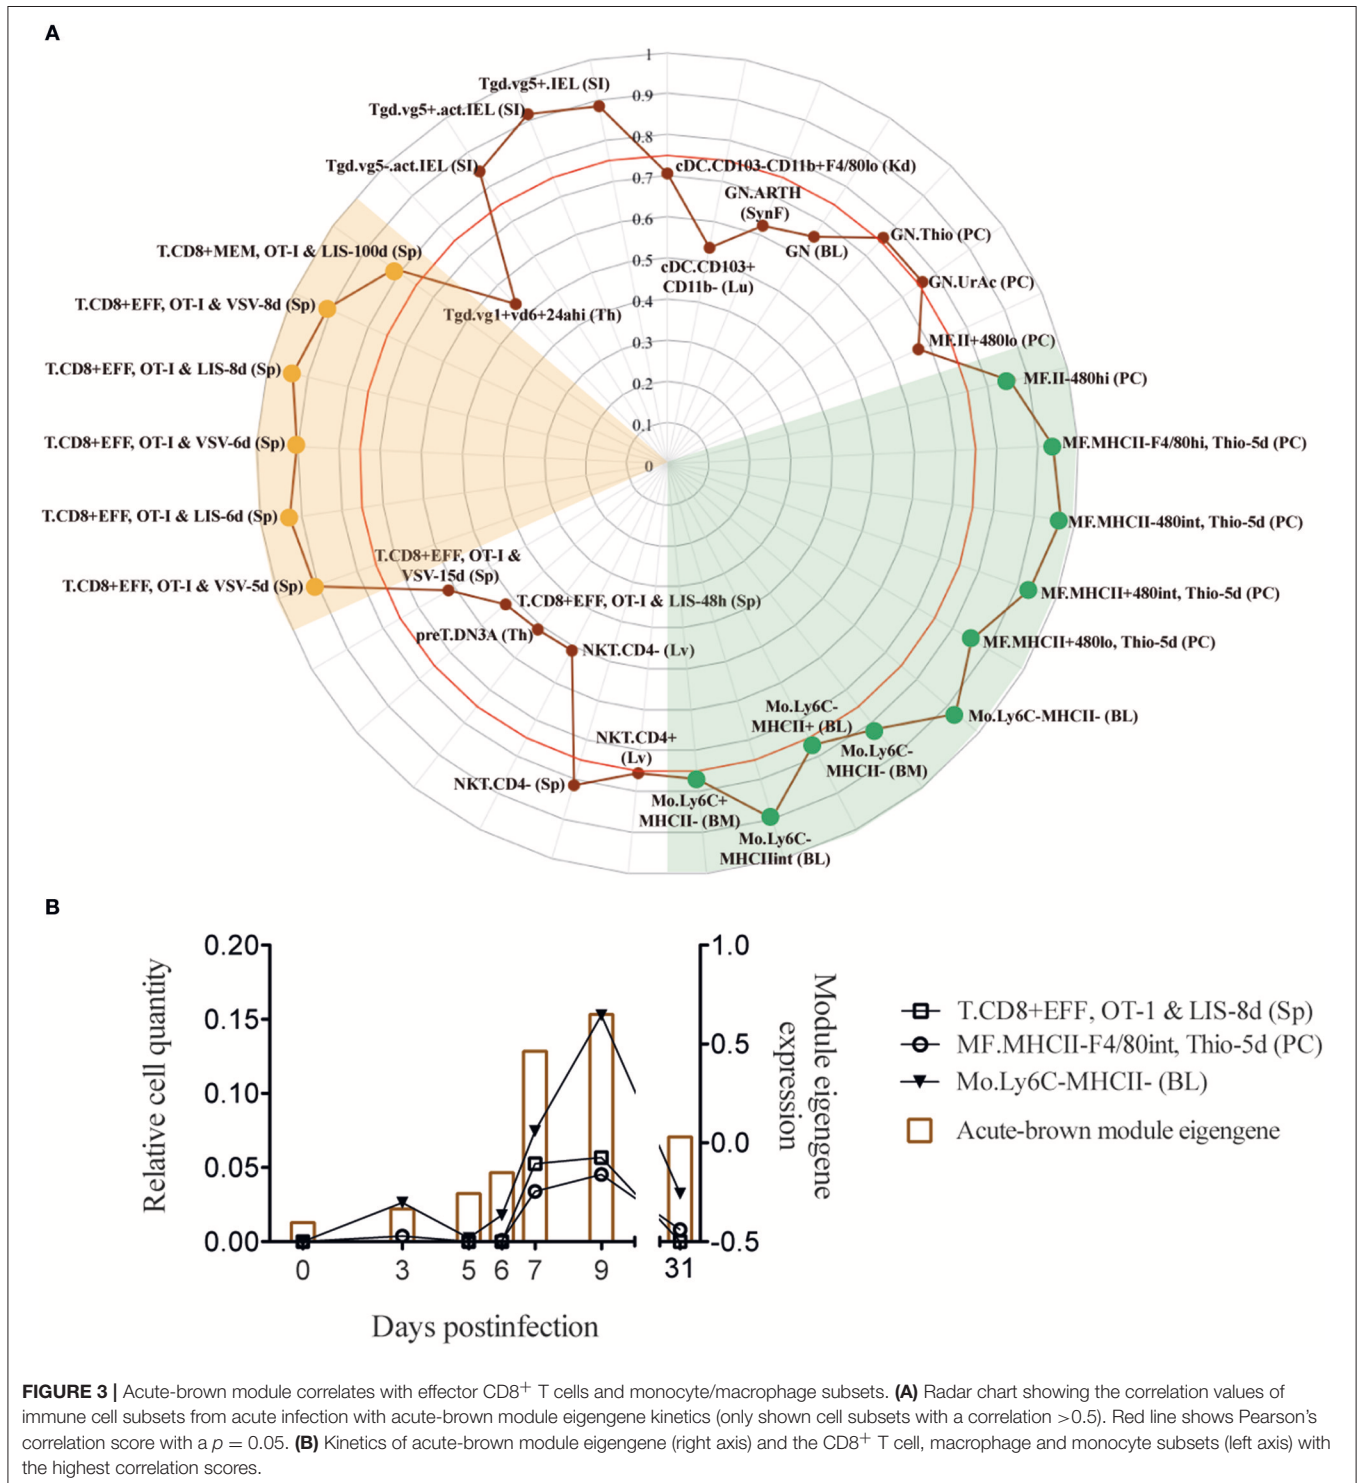 A
1
0.9
0.8
0.7
0.6
0.5
0.4
0.3
0.2
0.1
0
Tgd.vg5+.IEL (SI)
Tgd.vg5+.act.IEL (SI)
Tgd.vg5-.act.IEL (SI)
cDC.CD103-CD11b+F4/80lo (Kd)
GN.ARTH
(SynF)
GN (BL)
GN.Thio (PC)
cDC.CD103+
CD11b- (Lu)
GN.UrAc (PC)
MF.II+480lo (PC)
MF.II-480hi (PC)
MF.MHCII-F4/80hi, Thio-5d (PC)
MF.MHCII-480int, Thio-5d (PC)
MF.MHCII+480int, Thio-5d (PC)
MF.MHCII+480lo, Thio-5d (PC)
Mo.Ly6C-MHCII- (BL)
Mo.Ly6C-
MHCII- (BM)
Mo.Ly6C-
MHCII+ (BL)
Mo.Ly6C-
MHCIIint (BL)
Mo.Ly6C+
MHCII- (BM)
NKT.CD4+
(Lv)
NKT.CD4- (Sp)
NKT.CD4- (Lv)
preT.DN3A (Th)
T.CD8+EFF, OT-I & LIS-48h (Sp)
T.CD8+EFF, OT-I &
VSV-15d (Sp)
T.CD8+EFF, OT-I & VSV-5d (Sp)
T.CD8+EFF, OT-I & LIS-6d (Sp)
T.CD8+EFF, OT-I & VSV-6d (Sp)
T.CD8+EFF, OT-I & LIS-8d (Sp)
T.CD8+EFF, OT-I & VSV-8d (Sp)
T.CD8+MEM, OT-I & LIS-100d (Sp)
Tgd.vg1+vd6+24ahi (Th)
B
0.20
0.15
0.10
0.05
0.00
Relative cell quantity
1.0
0.5
0.0
-0.5
Module eigengene
expression
0 3 5 6 7 9 31
Days postinfection
T.CD8+EFF, OT-1 & LIS-8d (Sp)
MF.MHCII-F4/80int, Thio-5d (PC)
Mo.Ly6C-MHCII- (BL)
Acute-brown module eigengene
FIGURE 3 | Acute-brown module correlates with effector CD8+ T cells and monocyte/macrophage subsets. (A) Radar chart showing the correlation values of
immune cell subsets from acute infection with acute-brown module eigengene kinetics (only shown cell subsets with a correlation >0.5). Red line shows Pearson's
correlation score with a p = 0.05. (B) Kinetics of acute-brown module eigengene (right axis) and the CD8+ T cell, macrophage and monocyte subsets (left axis) with
the highest correlation scores.